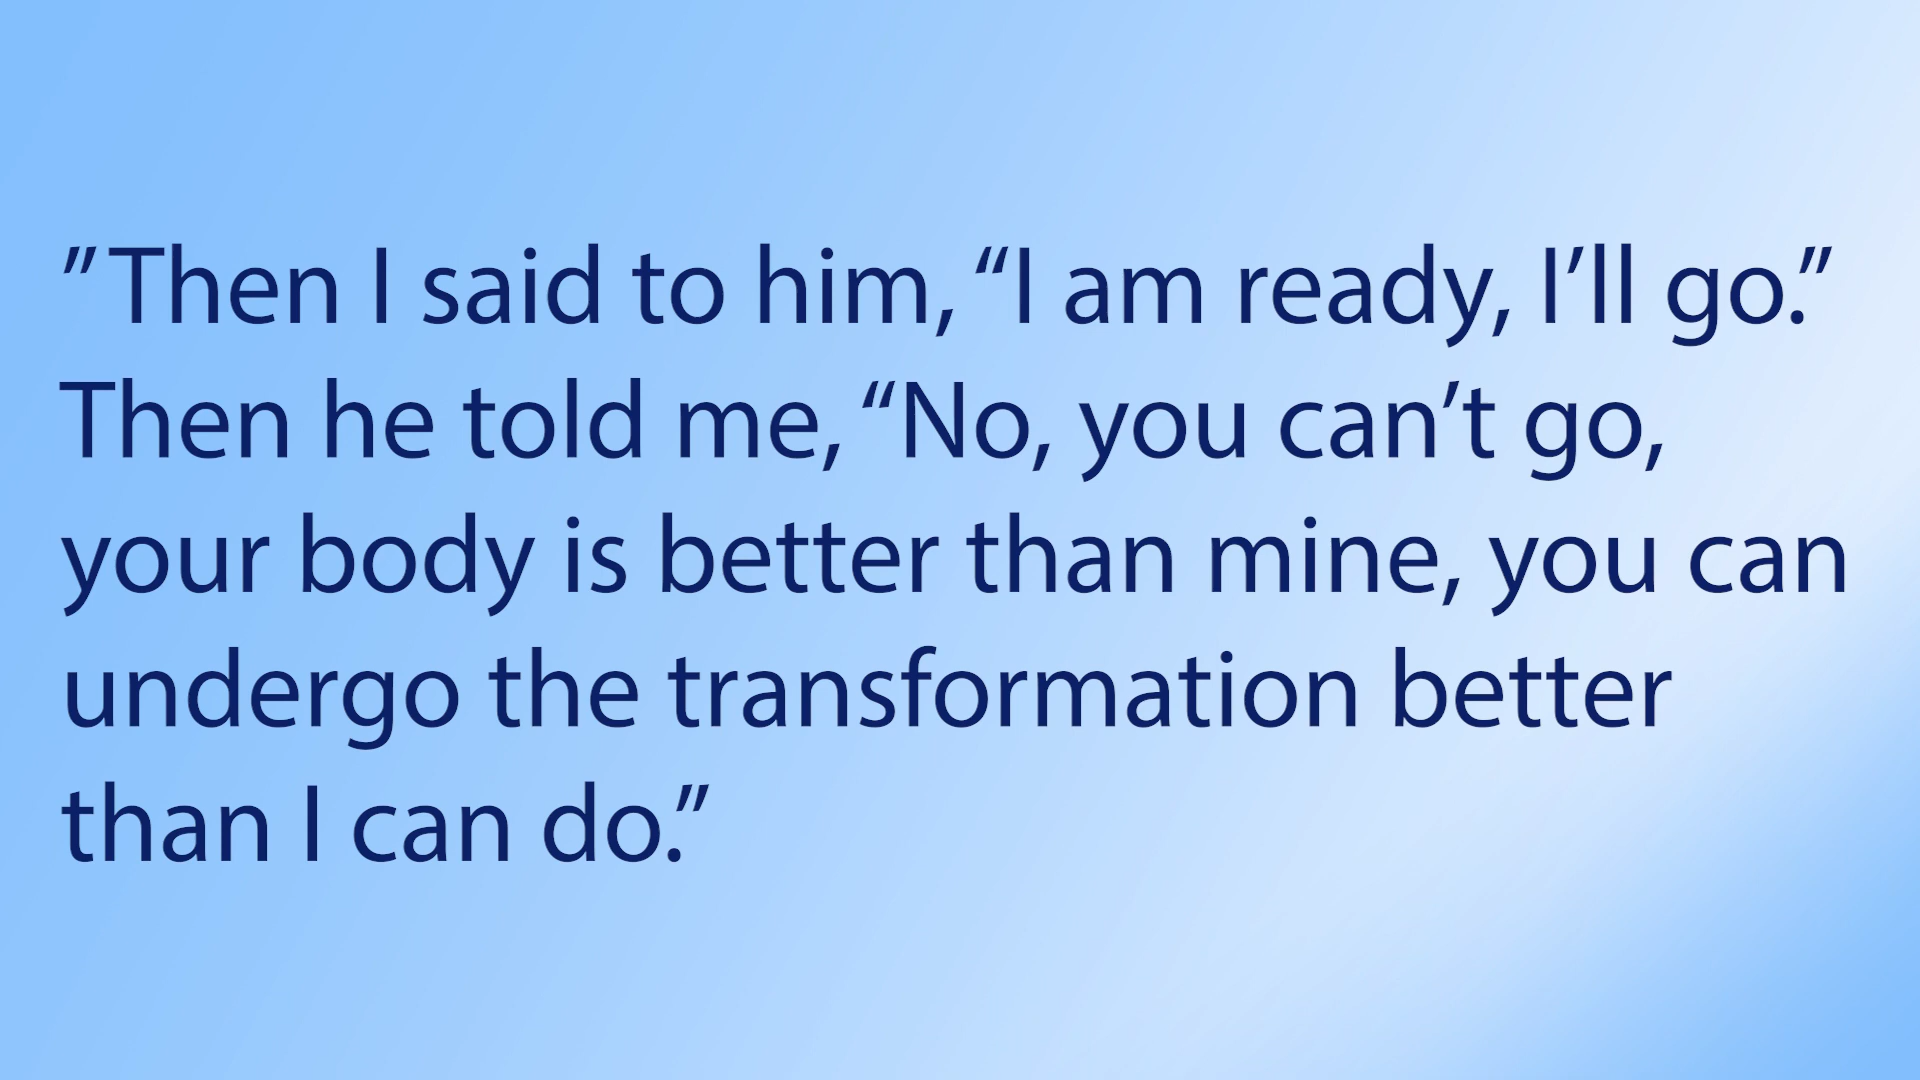 ”Then I said to him, “I am ready, I’ll go.”
Then he told me, “No, you can’t go,
your body is better than mine, you can
undergo the transformation better
than I can do.”